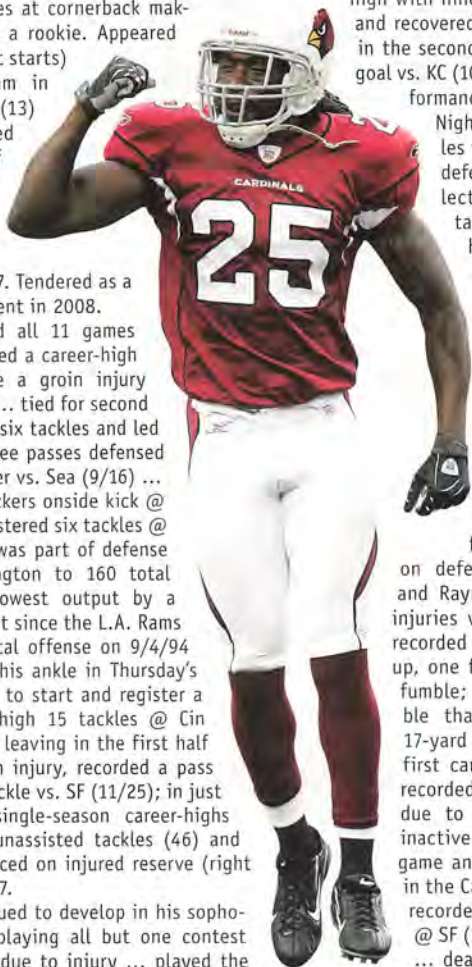 es at cornerback mak-
a rookie. Appeared
t starts)
m in
(13)
ed
7. Tendered as a
ent in 2008.
d all 11 games
ed a career-high
e a groin injury
... tied for second
six tackles and led
ee passes defensed
er vs. Sea (9/16) ...
ckers onside kick @
stered six tackles @
was part of defense
ngton to 160 total
owest output by a
t since the L.A. Rams
tal offense on 9/4/94
his ankle in Thursday's
to start and register a
high 15 tackles @ Cin
leaving in the first half
n injury, recorded a pass
ckle vs. SF (11/25); in just
single-season career-highs
unassisted tackles (46) and
ced on injured reserve (right
7.
ued to develop in his sopho-
playing all but one contest
due to injury ... played the
CARDINALS
25
and recovered
in the second
goal vs. KC (10
formance
Nigh
les
defe
lect
ta
on defe
and Ray
injuries v
recorded
up, one f
fumble;
ble tha
17-yard
first ca
recorded
due to
inactive
game an
in the Ca
recorde
@ SF (
... dea